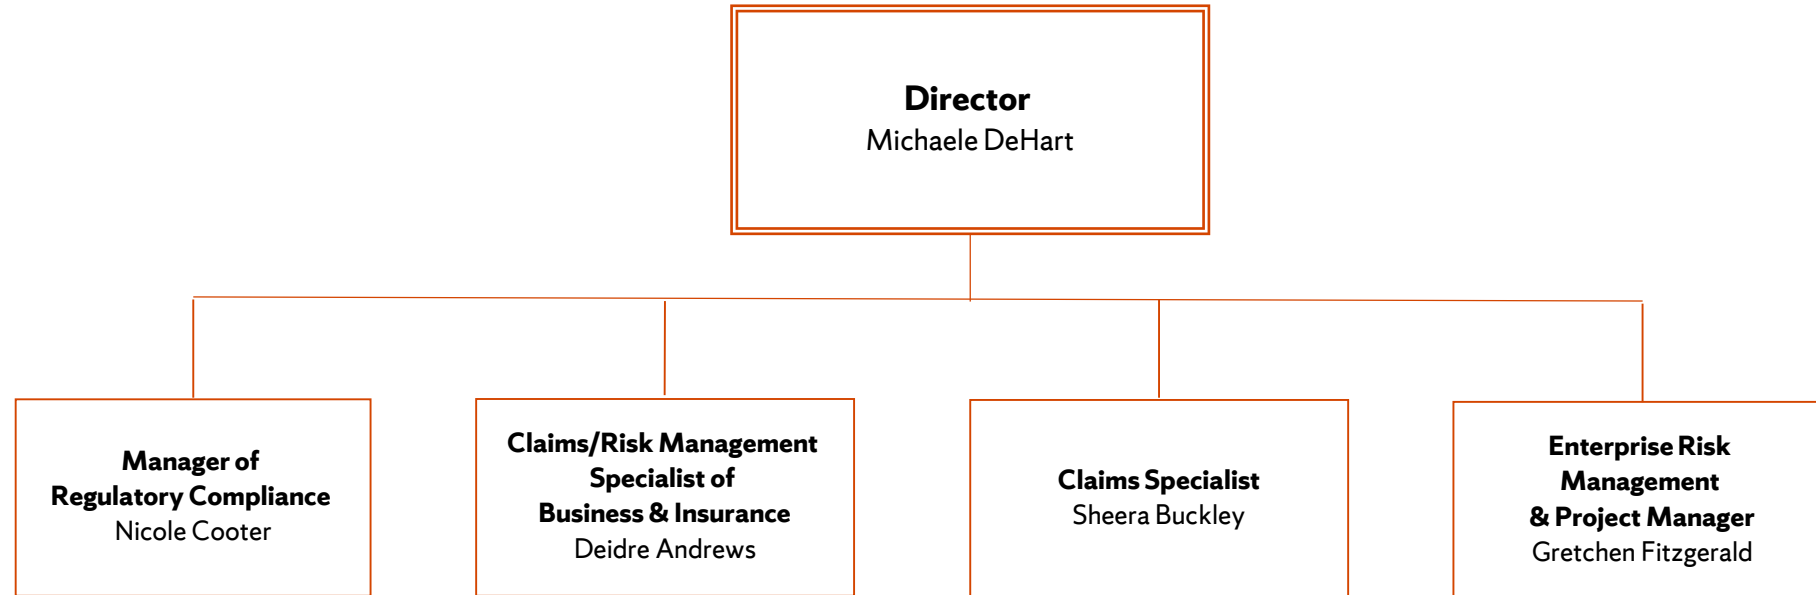 Director
Michaele DeHart
Manager of
Regulatory Compliance
Nicole Cooter
Claims/Risk Management
Specialist of
Business & Insurance
Deidre Andrews
Claims Specialist
Sheera Buckley
Enterprise Risk
Management
& Project Manager
Gretchen Fitzgerald